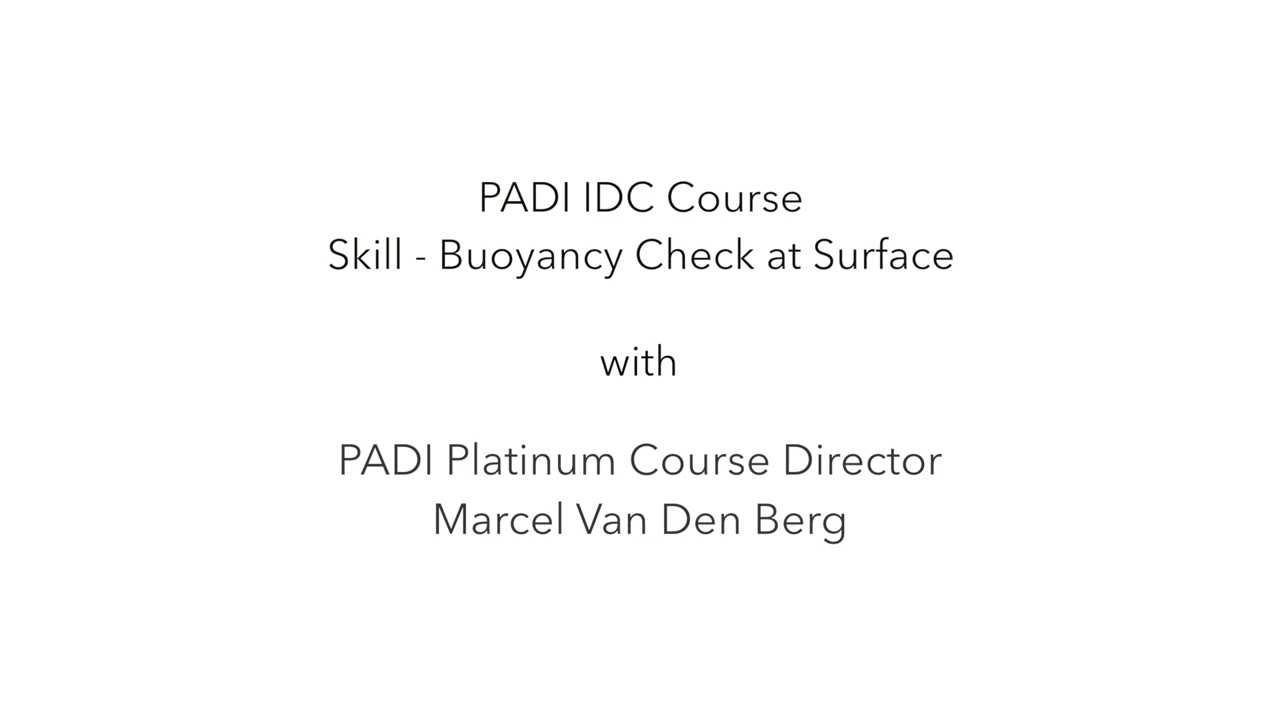 PADI IDC Course
Skill - Buoyancy Check at Surface
with
PADI Platinum Course Director
Marcel Van Den Berg